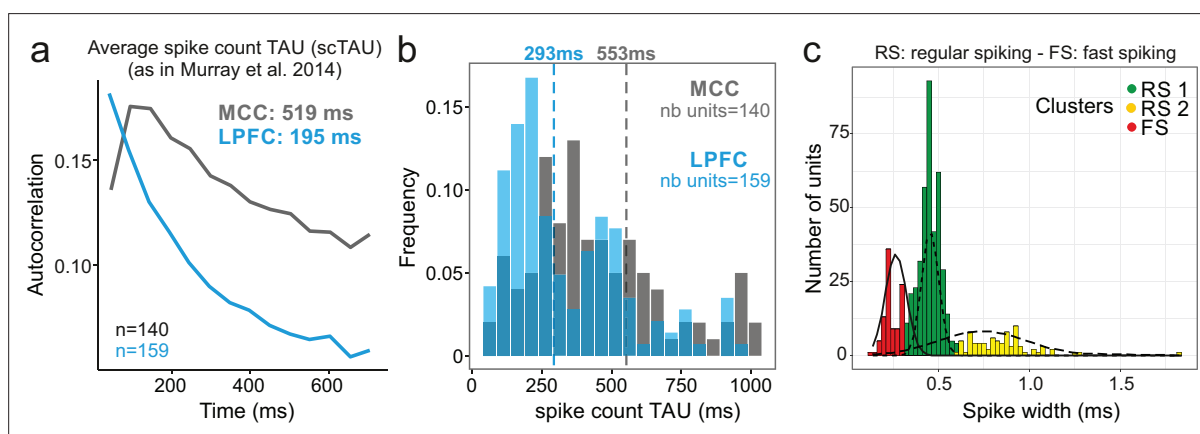 a
Average spike count TAU (scTAU)
(as in Murray et al. 2014)
MCC: 519 ms
LPFC: 195 ms
0.15
0.10
Autocorrelation
n=140
n=159
200
400
600
Time (ms)
b
293ms
553ms
MCC
nb units=140
LPFC
nb units=159
0.15
0.10
0.05
0
Frequency
0
250
500
750
1000
spike count TAU (ms)
c
RS: regular spiking - FS: fast spiking
Clusters
RS 1
RS 2
FS
75
50
25
0
Number of units
0.5
1.0
1.5
Spike width (ms)